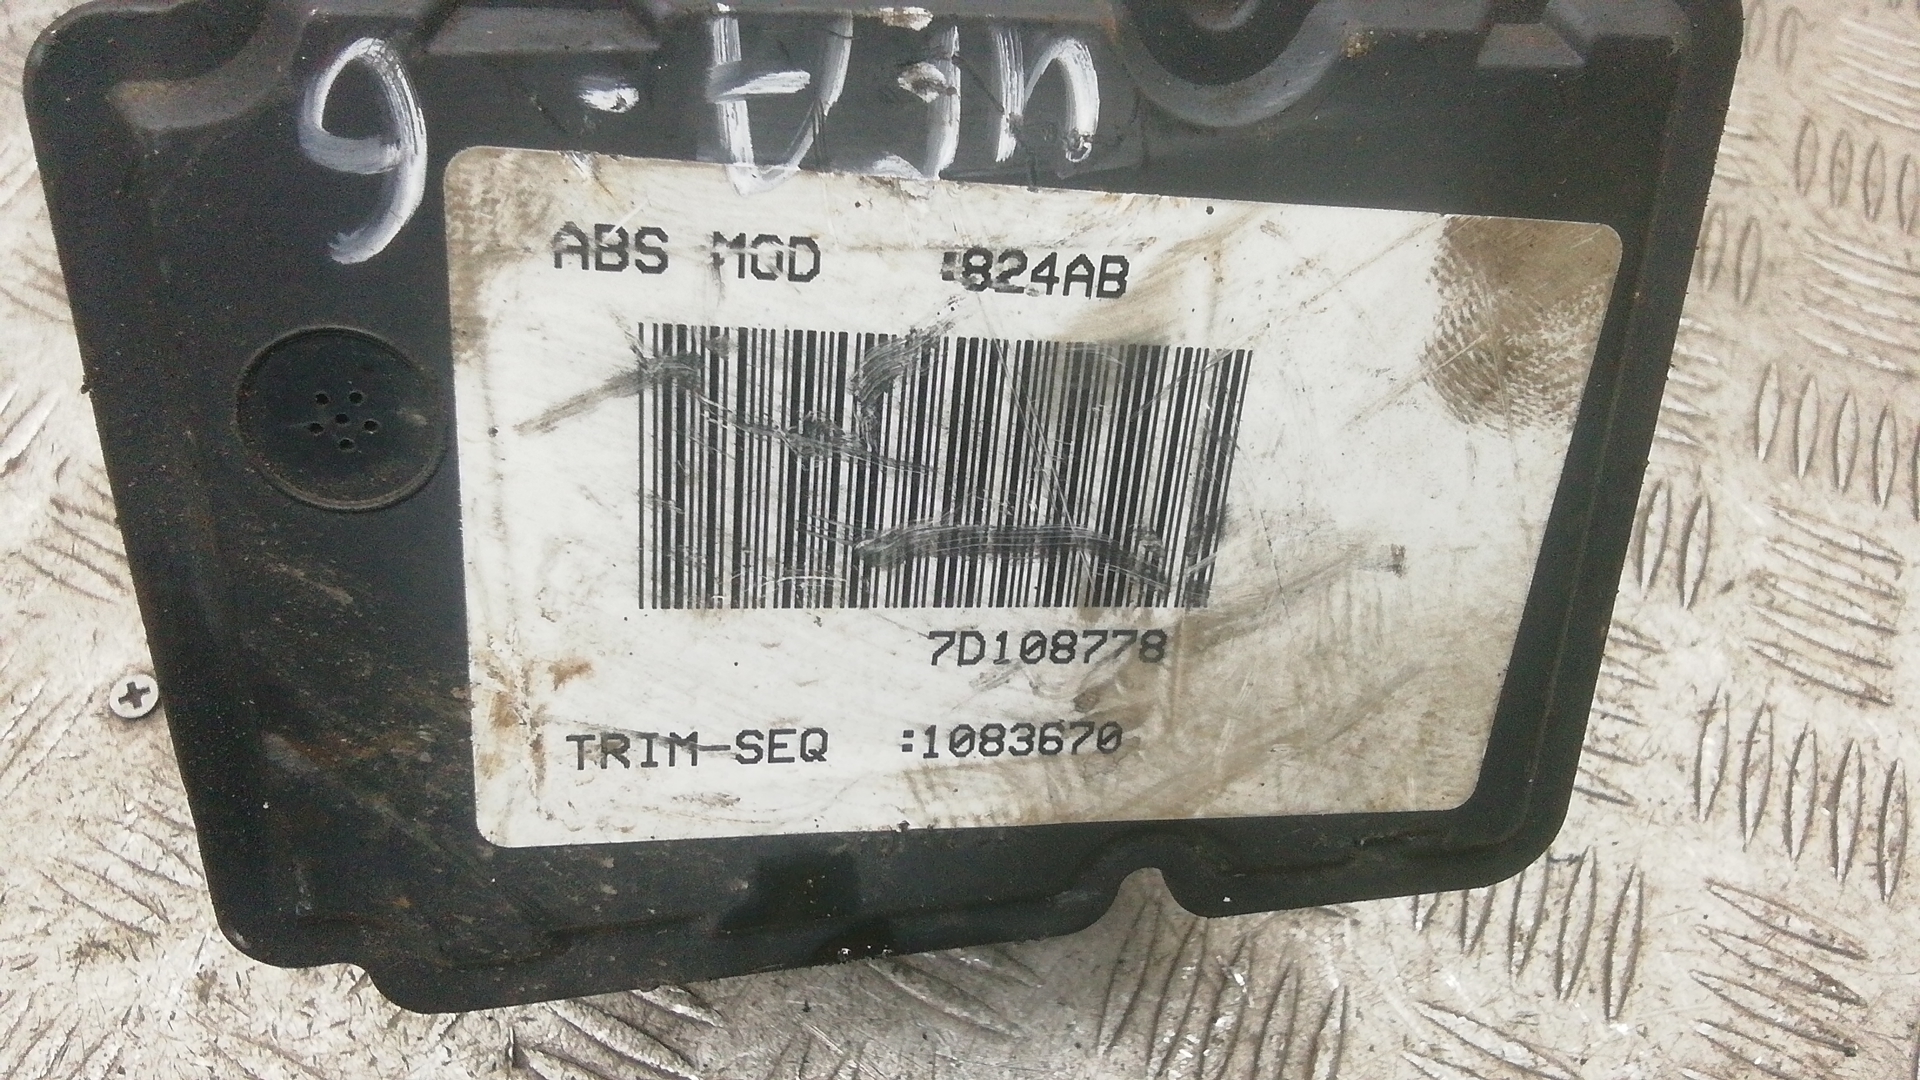 ABS MOD :824AB
7D108778
TRIM-SEQ :1083670